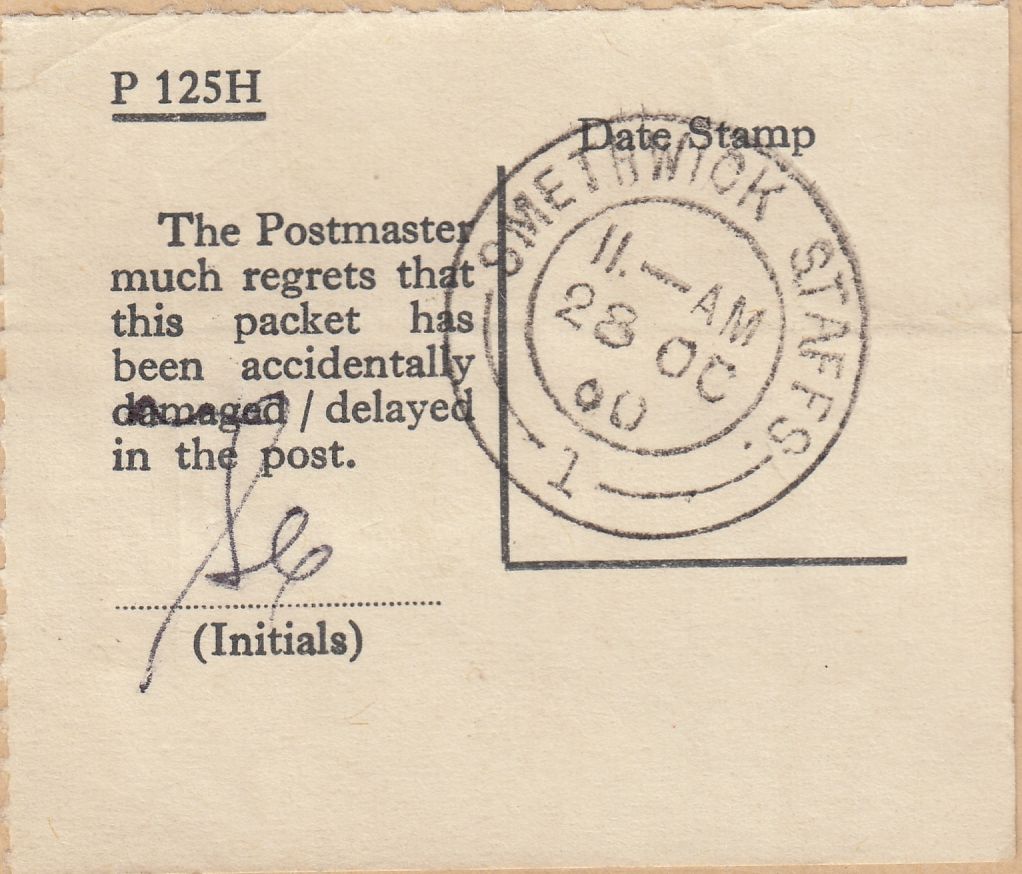 P 125H
Date Stamp
The Postmaster
much regrets that
this packet has
been accidentally
damaged / delayed
in the post.
(Initials)
SMETHWICK STAFFS.
11.—AM
28 OC
60
1